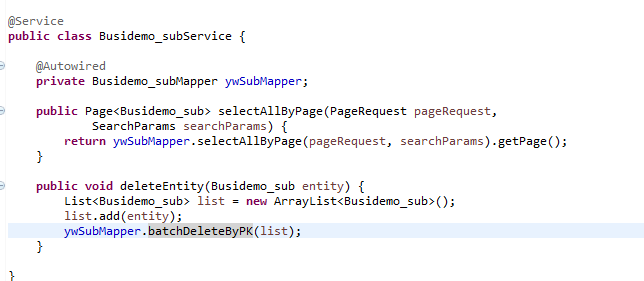 @Service
public class Busidemo_subService {
@Autowired
private Busidemo_subMapper ywSubMapper;
public Page<Busidemo_sub> selectAllByPage(PageRequest pageRequest,
SearchParams searchParams) {
return ywSubMapper.selectAllByPage(pageRequest, searchParams).getPage();
}
public void deleteEntity(Busidemo_sub entity) {
List<Busidemo_sub> list = new ArrayList<Busidemo_sub>();
list.add(entity);
ywSubMapper.batchDeleteByPK(list);
}
}